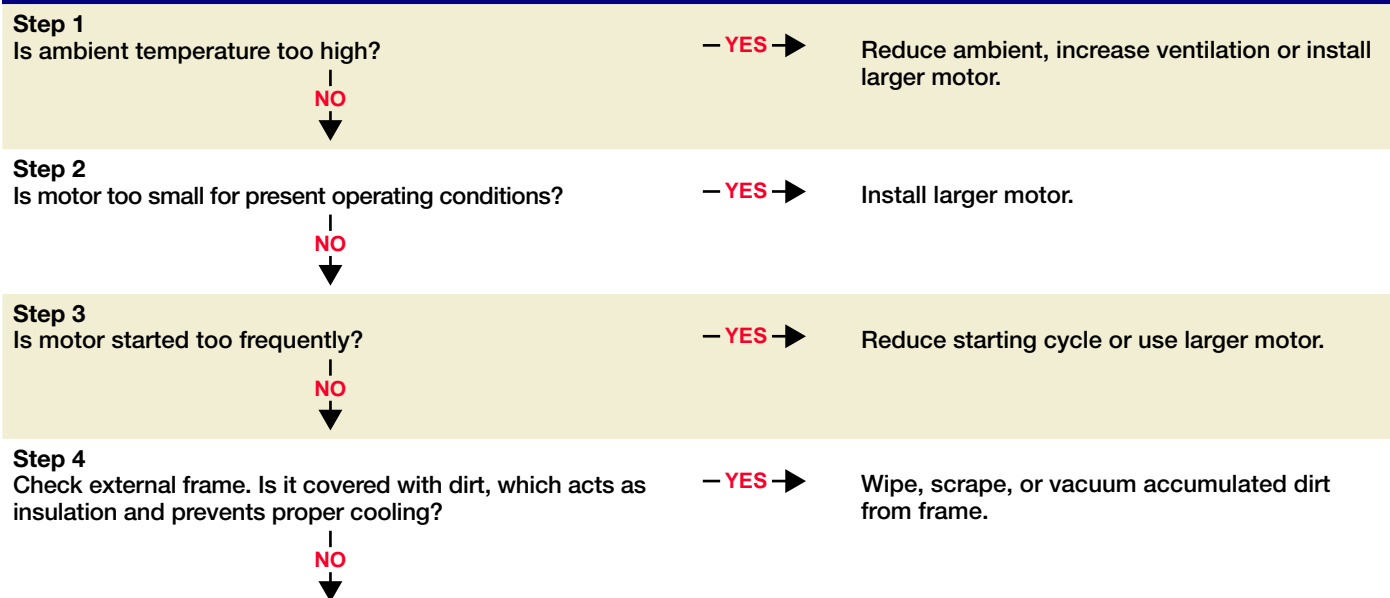 Step 1
Is ambient temperature too high?
YES
Reduce ambient, increase ventilation or install
larger motor.
NO
Step 2
Is motor too small for present operating conditions?
YES
Install larger motor.
NO
Step 3
Is motor started too frequently?
YES
Reduce starting cycle or use larger motor.
NO
Step 4
Check external frame. Is it covered with dirt, which acts as
insulation and prevents proper cooling?
YES
Wipe, scrape, or vacuum accumulated dirt
from frame.
NO